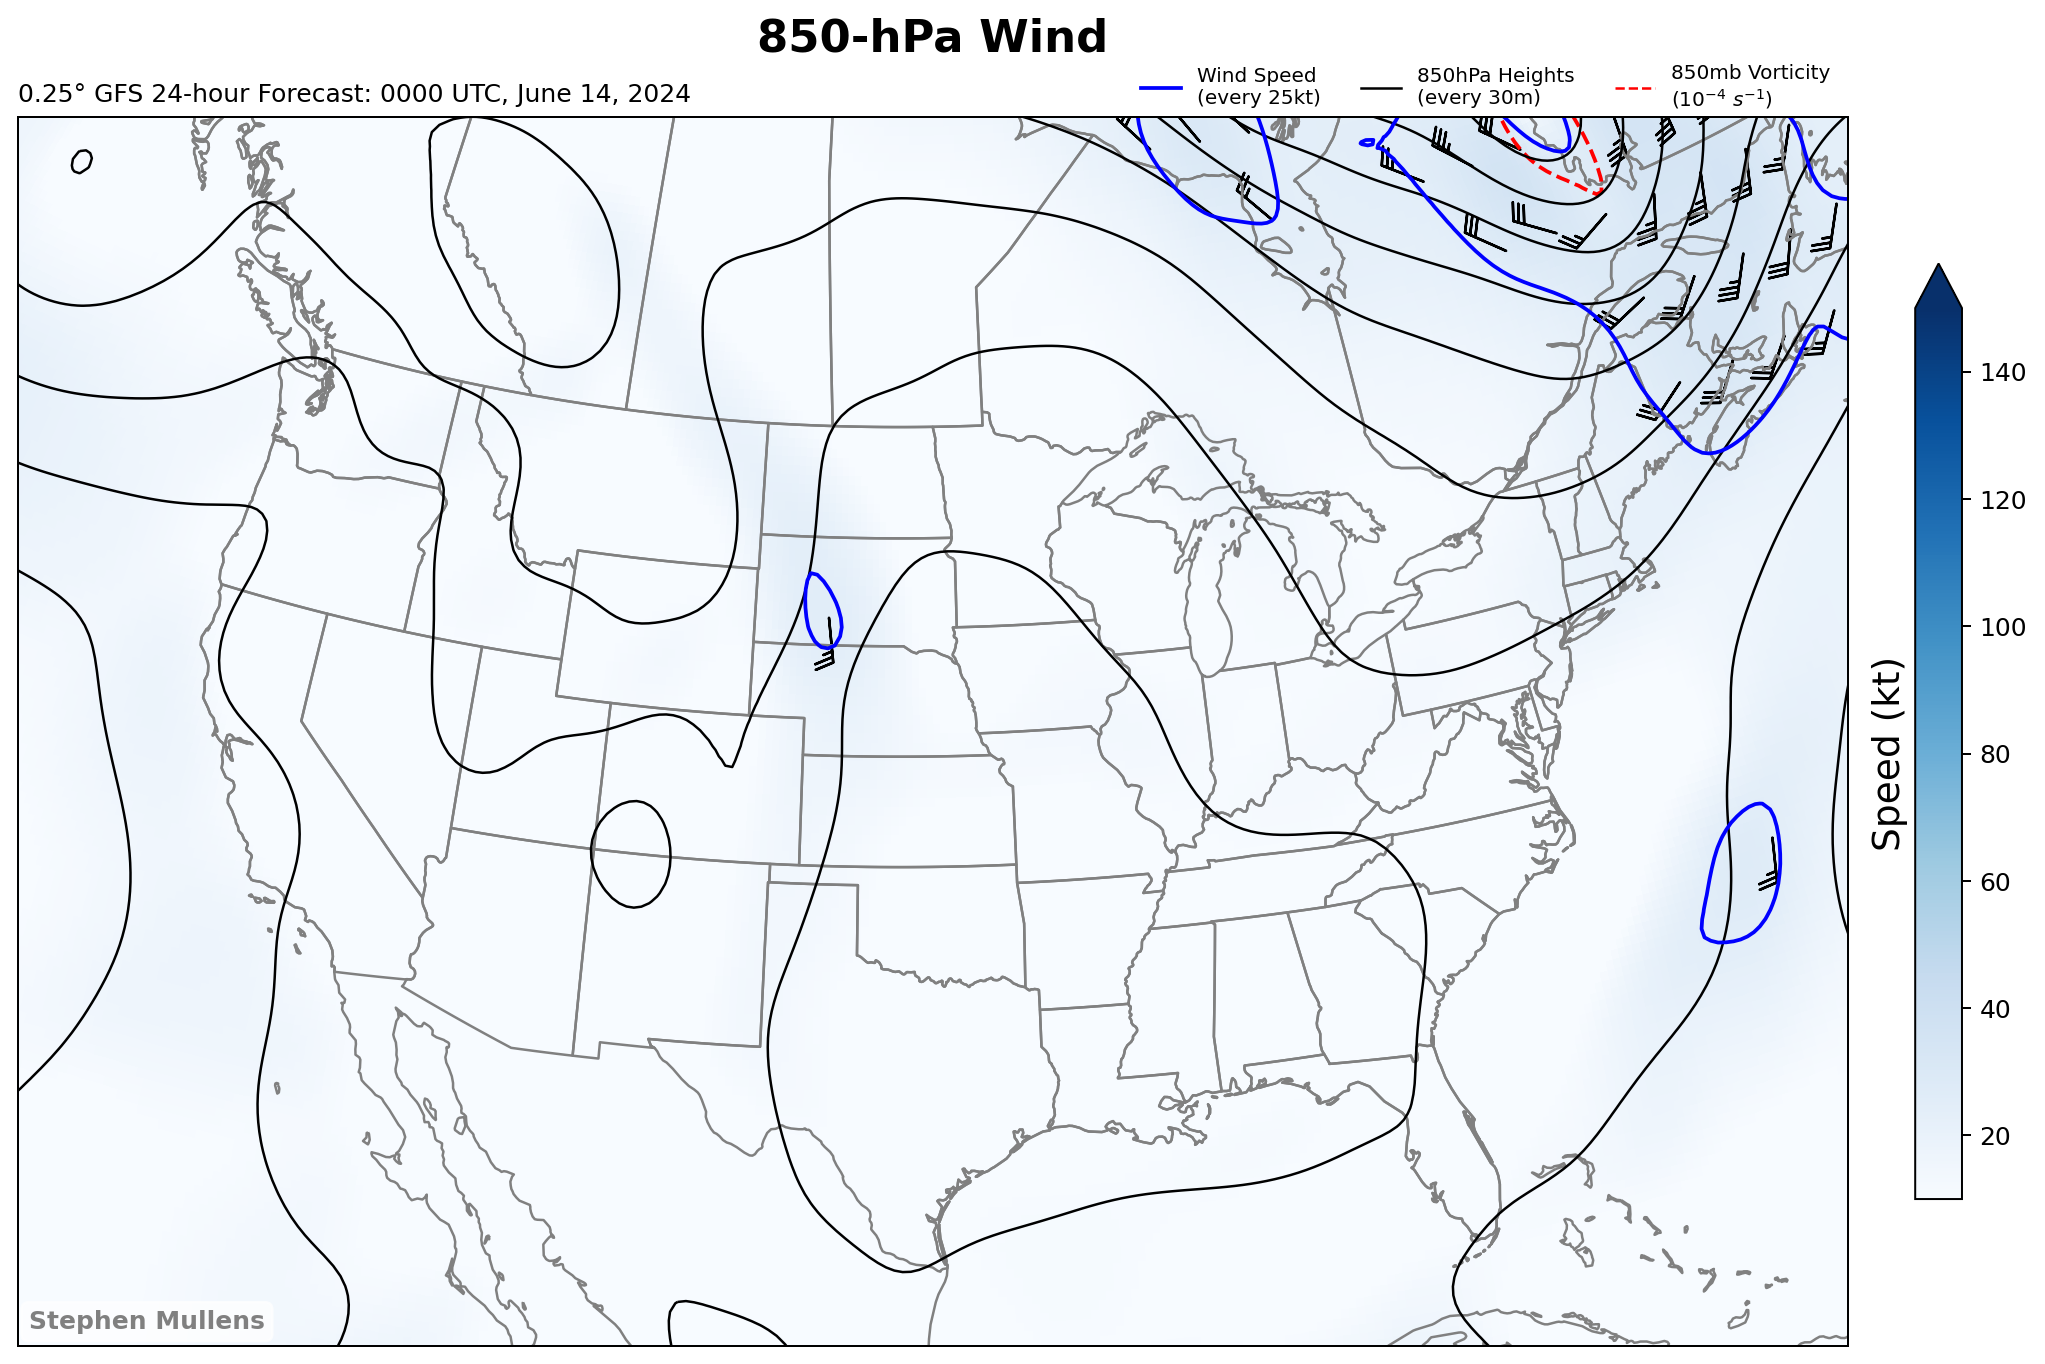 850-hPa Wind
0.25° GFS 24-hour Forecast: 0000 UTC, June 14, 2024
Wind Speed
(every 25kt)
850hPa Heights
(every 30m)
850mb Vorticity
(10⁻⁴ s⁻¹)
140
120
100
80
60
40
20
Speed (kt)
Stephen Mullens